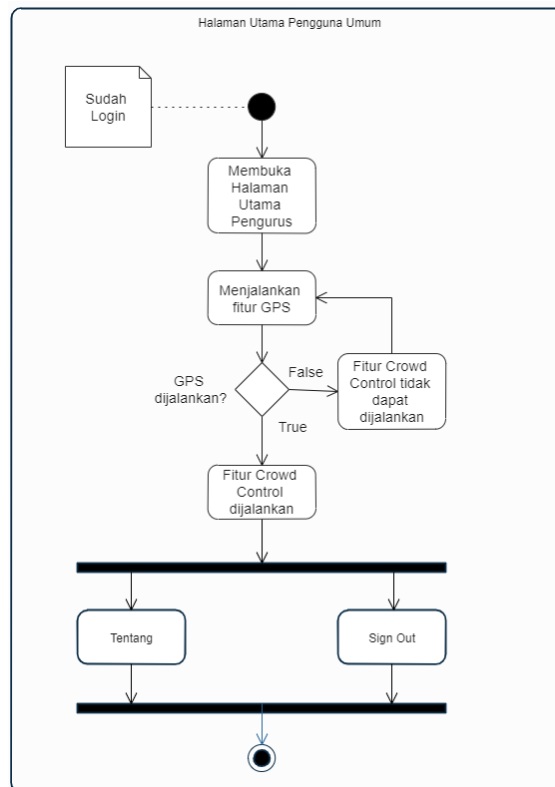 Halaman Utama Pengguna Umum
Sudah
Login
Membuka
Halaman
Utama
Pengurus
Menjalankan
fitur GPS
GPS
dijalankan?
False
Fitur Crowd
Control tidak
dapat
dijalankan
True
Fitur Crowd
Control
dijalankan
Tentang
Sign Out